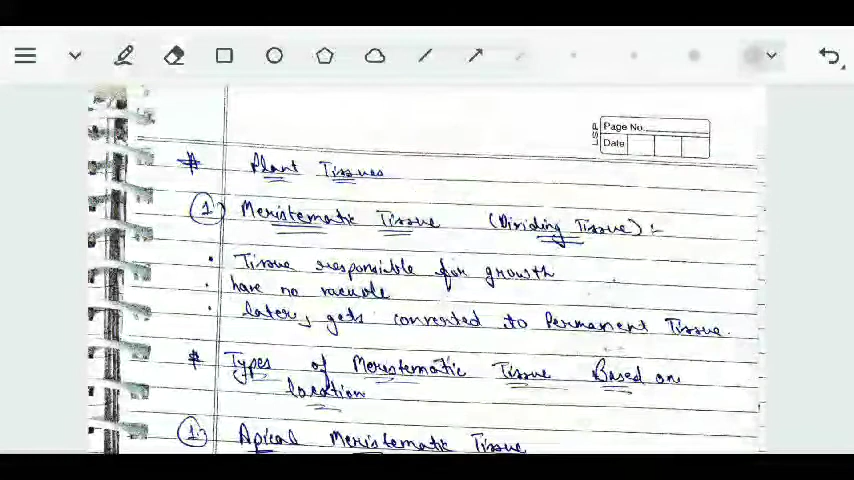 LSP
Page No.
Date
# Plant Tissues
1 Meristematic Tissue (Dividing Tissue) :-
• Tissue responsible for growth
• have no vacuole
• later, gets converted to Permanent Tissue.
* Types of Meristematic Tissue Based on
location
1. Apical Meristematic Tissue